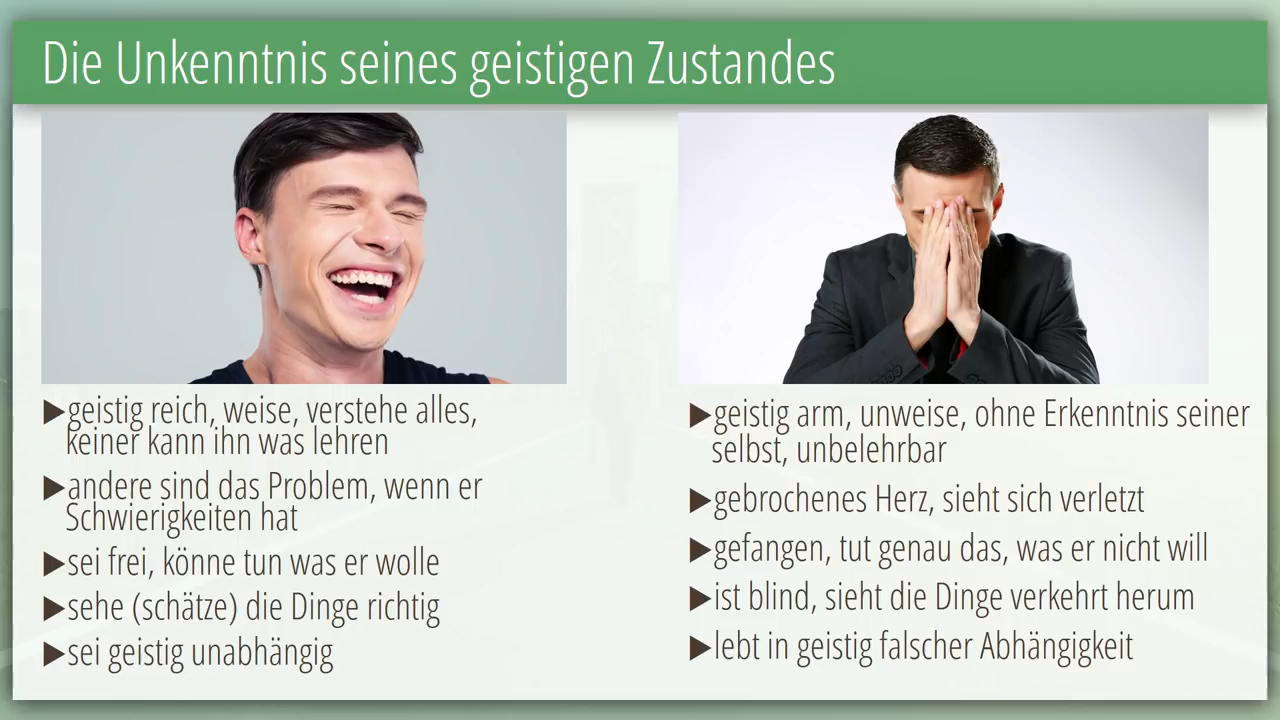 Die Unkenntnis seines geistigen Zustandes
▶geistig reich, weise, verstehe alles,
keiner kann ihn was lehren
▶andere sind das Problem, wenn er
Schwierigkeiten hat
▶sei frei, könne tun was er wolle
▶sehe (schätze) die Dinge richtig
▶sei geistig unabhängig
▶geistig arm, unweise, ohne Erkenntnis seiner
selbst, unbelehrbar
▶gebrochenes Herz, sieht sich verletzt
▶gefangen, tut genau das, was er nicht will
▶ist blind, sieht die Dinge verkehrt herum
▶lebt in geistig falscher Abhängigkeit